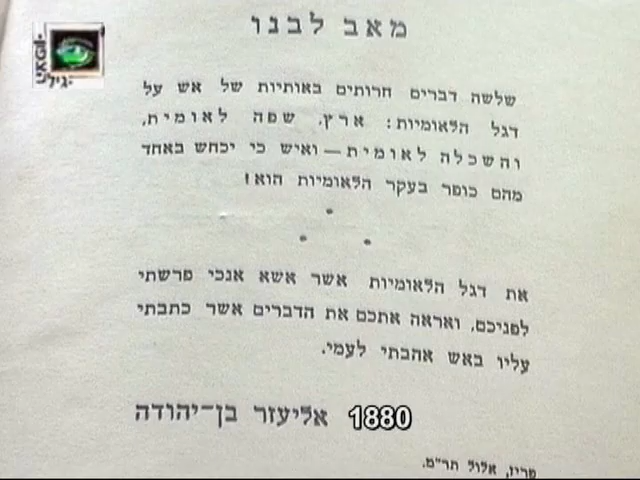 מאב לבנו
שלשה דברים חרותים באותיות של אש על
דגל הלאומיות: ארץ, שפה לאומית,
והשכלה לאומית — ואיש כי יכחש באחד
מהם כופר בעקר הלאומיות הוא!
את דגל הלאומיות אשר אשא אנכי פרשתי
לפניכם, ואראה אתכם את הדברים אשר כתבתי
עליו באש אהבתי לעמי.
אליעזר בן־יהודה 1880
פריז, אלול תר״מ.